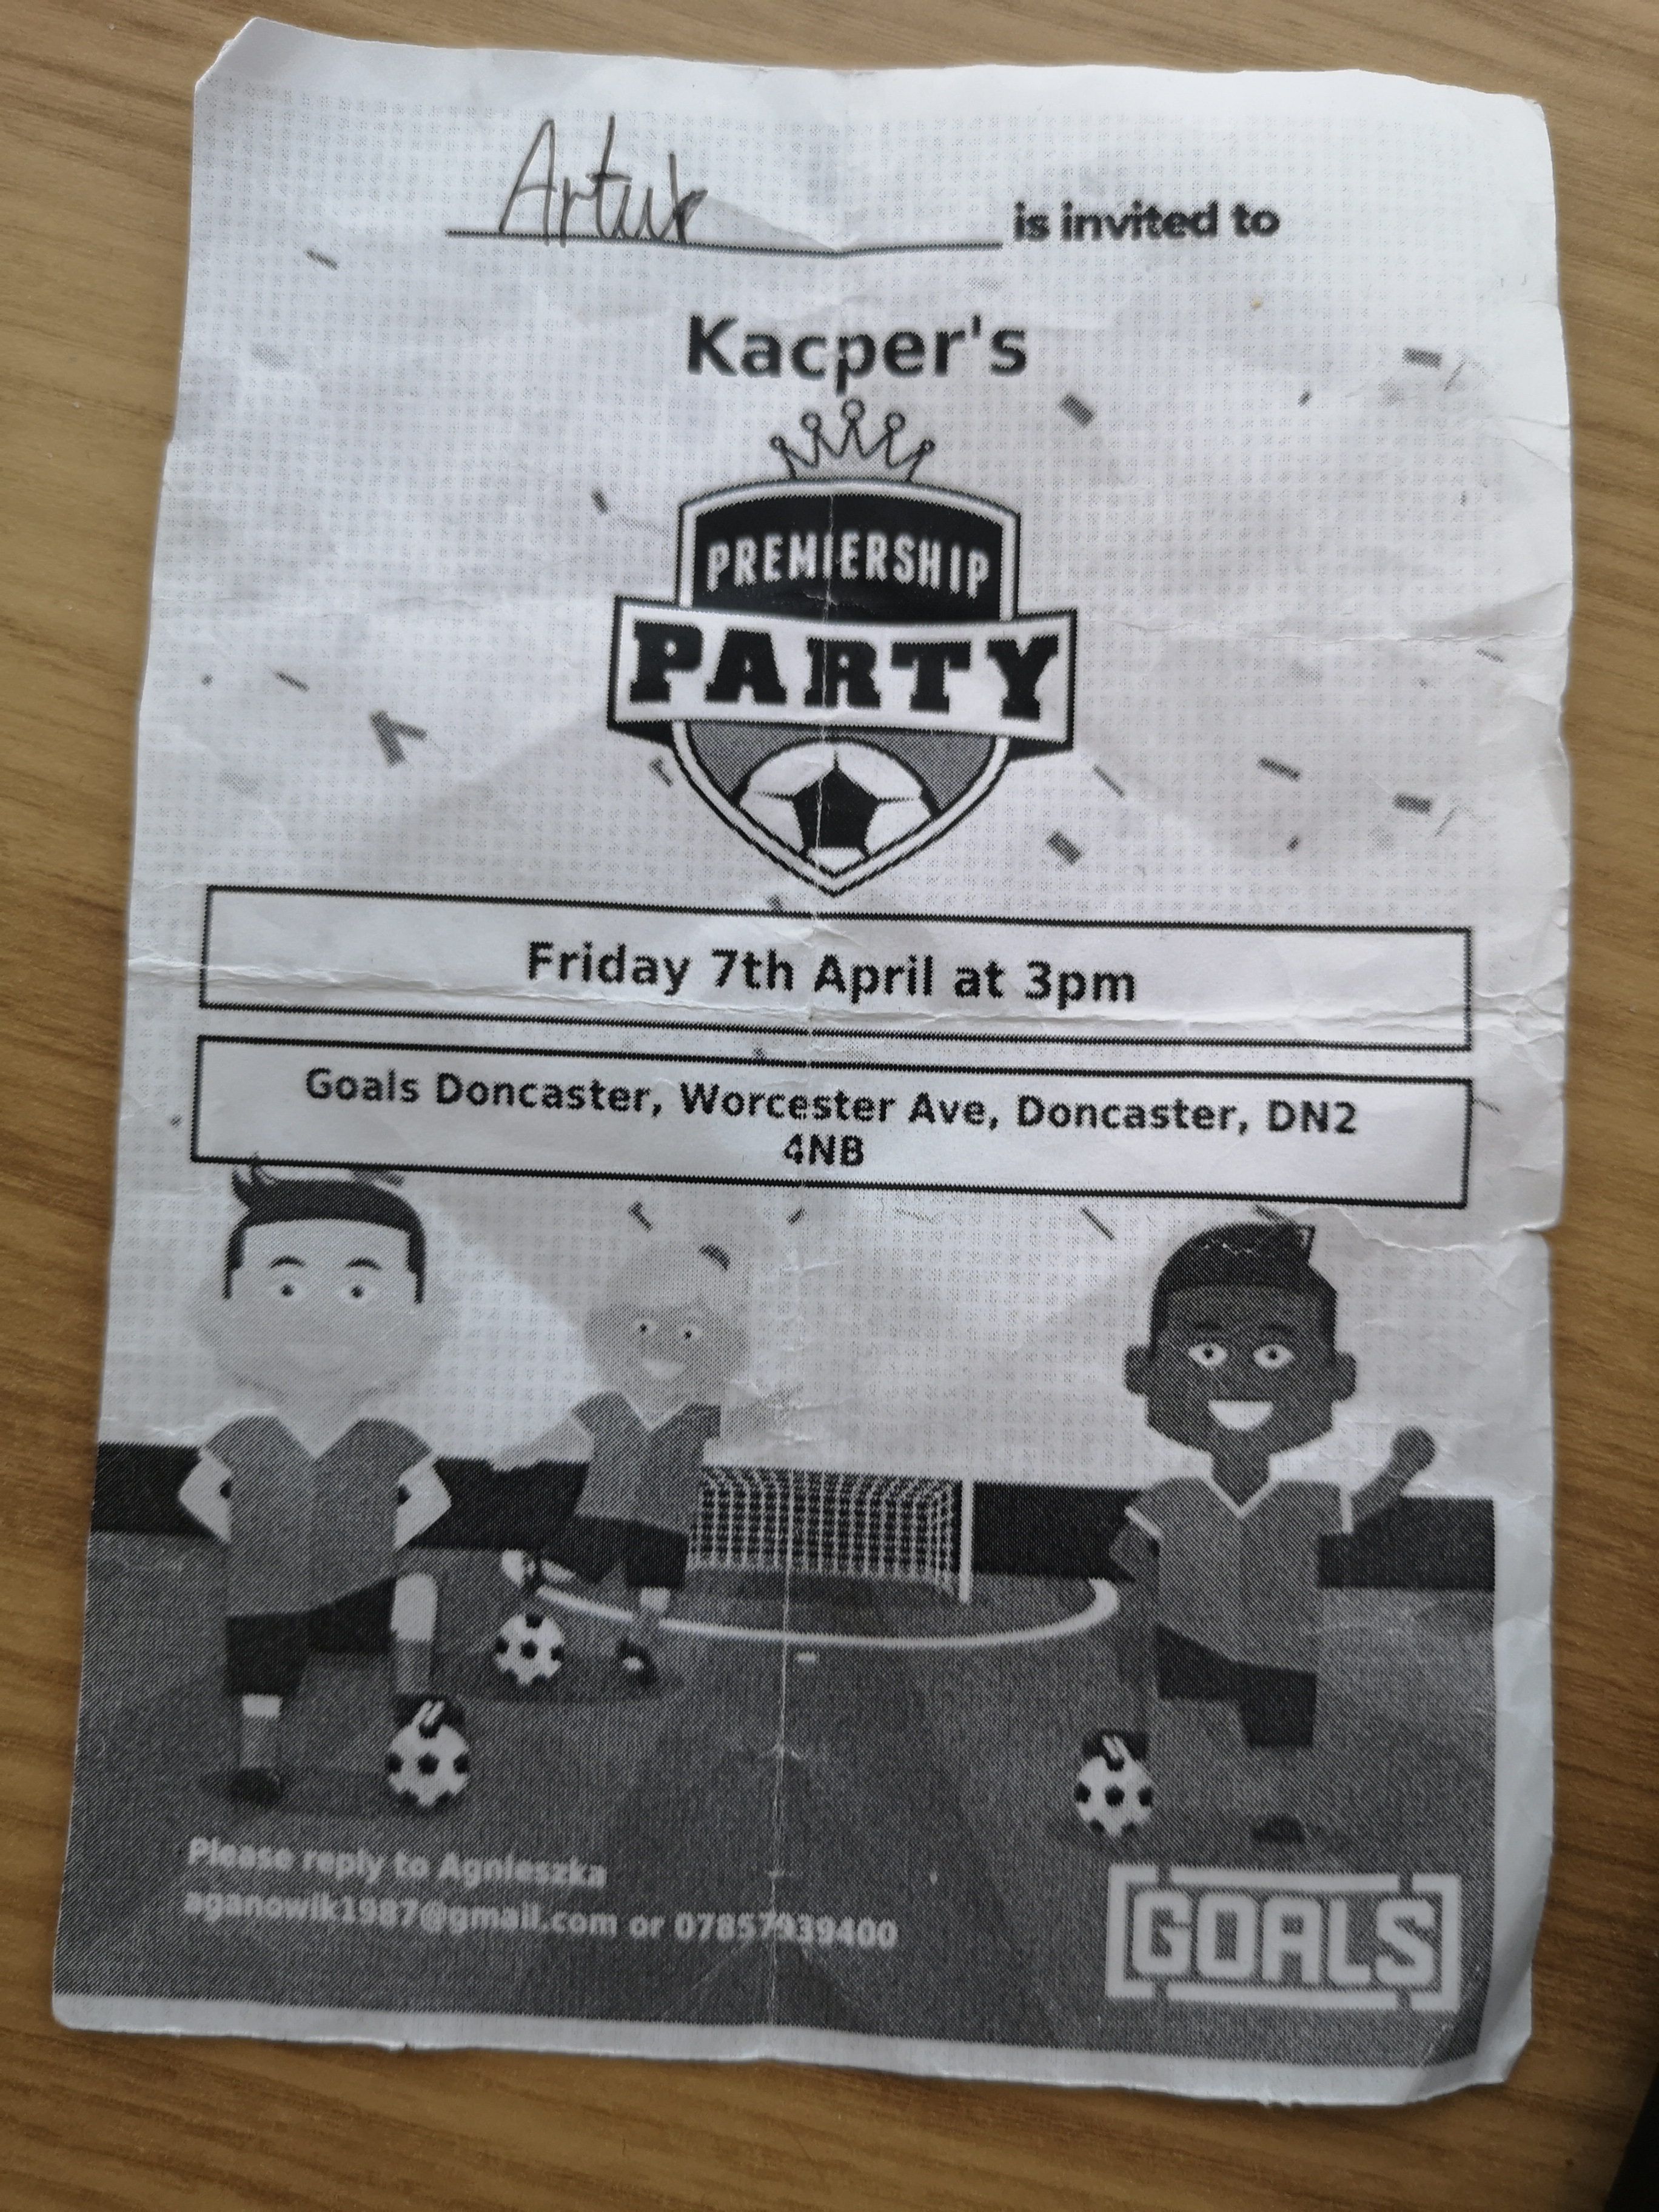 Artur is invited to
Kacper's
PREMIERSHIP
PARTY
Friday 7th April at 3pm
Goals Doncaster, Worcester Ave, Doncaster, DN2
4NB
Please reply to Agnieszka
aganowik1987@gmail.com or 07857939400
GOALS